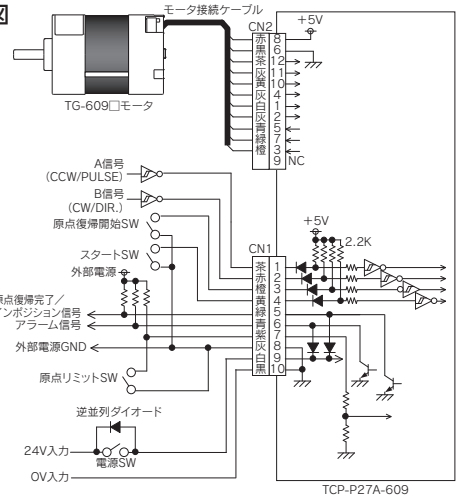 図
モータ接続ケーブル
TG-609□モータ
CN2
+5V
赤 8
黒 6
茶 12
灰 11
黄 10
灰 4
白 1
灰 2
青 5
緑 7
橙 3
9 NC
A信号
(CCW/PULSE)
B信号
(CW/DIR.)
原点復帰開始SW
スタートSW
外部電源
原点復帰完了/
インポジション信号
アラーム信号
外部電源GND
原点リミットSW
逆並列ダイオード
24V入力
電源SW
0V入力
+5V
2.2K
CN1
茶 1
赤 2
橙 3
黄 4
緑 5
青 6
紫 7
灰 8
白 9
黒 10
TCP-P27A-609